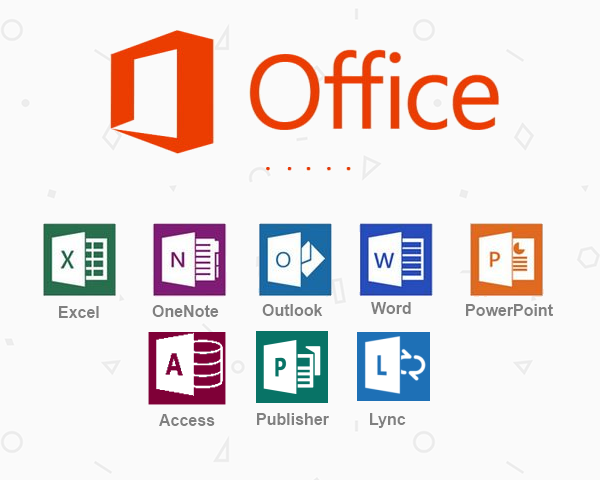 Office
X N O W P
Excel OneNote Outlook Word PowerPoint
A P L
Access Publisher Lync